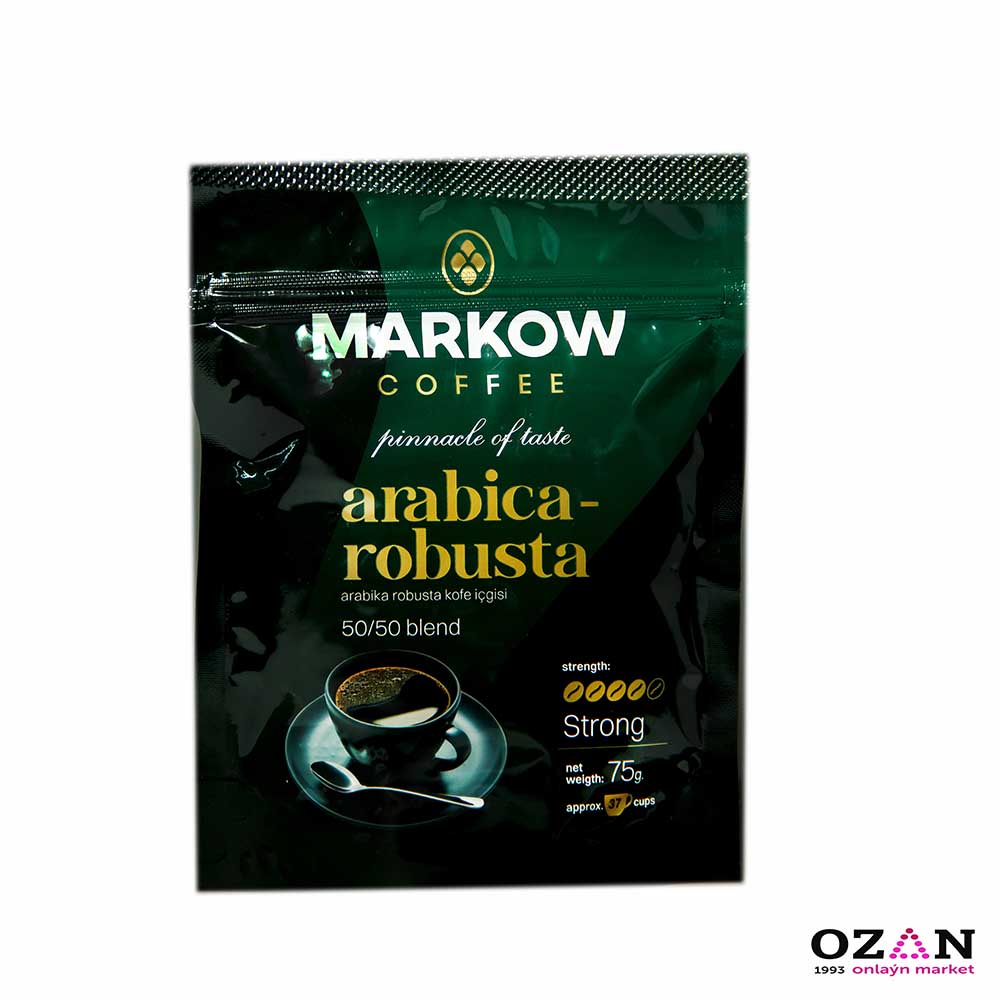 MARKOW
COFFEE
pinnacle of taste
arabica-
robusta
arabika robusta kofe içgisi
50/50 blend
strength:
Strong
net
weigth: 75g.
approx. 37 cups
OZAN
1993 onlaýn market